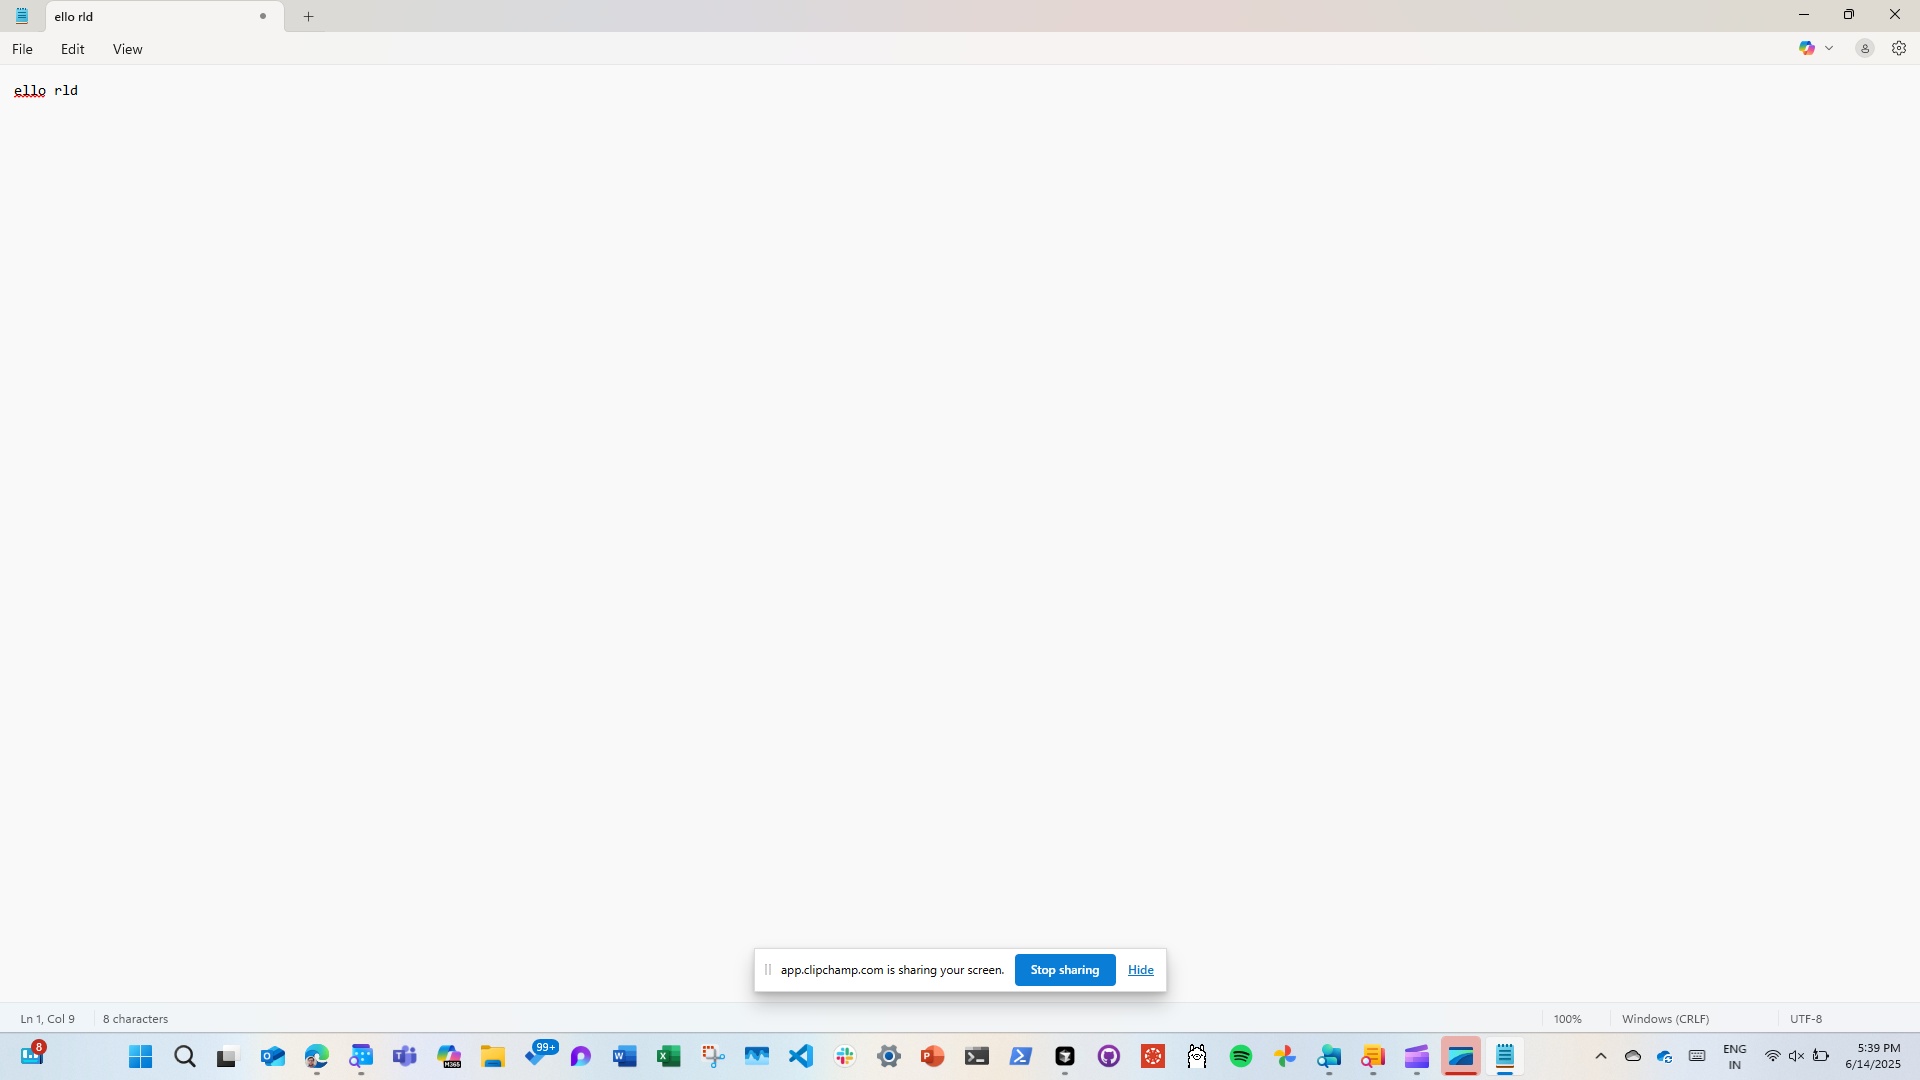 ello rld
File Edit View
ello rld
app.clipchamp.com is sharing your screen. Stop sharing Hide
Ln 1, Col 9 8 characters 100% Windows (CRLF) UTF-8
8 99+ M365 ENG 5:39 PM
IN 6/14/2025